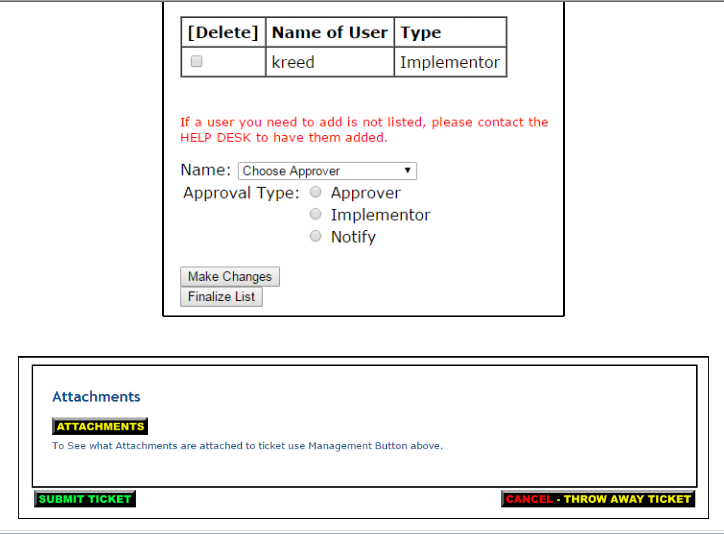 [Delete] Name of User Type
kreed Implementor
If a user you need to add is not listed, please contact the
HELP DESK to have them added.
Name: Choose Approver
Approval Type: Approver
Implementor
Notify
Make Changes
Finalize List
Attachments
ATTACHMENTS
To See what Attachments are attached to ticket use Management Button above.
SUBMIT TICKET CANCEL - THROW AWAY TICKET